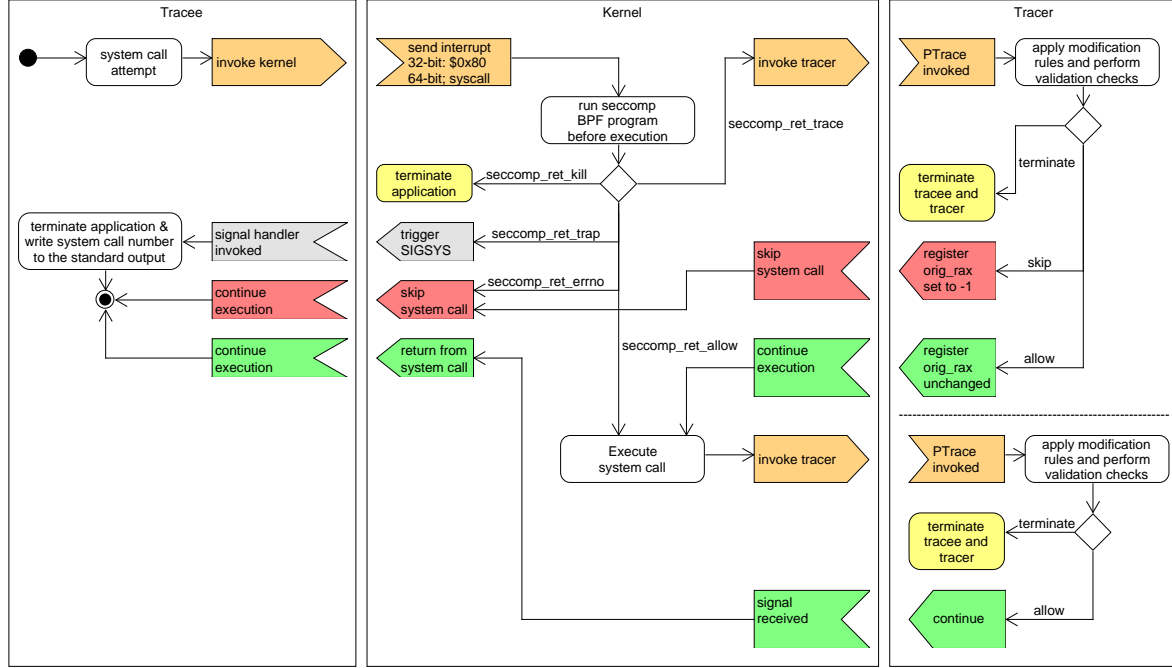 Tracee
system call
attempt
invoke kernel
terminate application &
write system call number
to the standard output
signal handler
invoked
continue
execution
continue
execution
Kernel
send interrupt
32-bit: $0x80
64-bit; syscall
invoke tracer
run seccomp
BPF program
before execution
seccomp_ret_trace
seccomp_ret_kill
terminate
application
seccomp_ret_trap
trigger
SIGSYS
skip
system call
seccomp_ret_errno
skip
system call
seccomp_ret_allow
return from
system call
continue
execution
Execute
system call
invoke tracer
signal
received
Tracer
PTrace
invoked
apply modification
rules and perform
validation checks
terminate
terminate
tracee and
tracer
skip
register
orig_rax
set to -1
allow
register
orig_rax
unchanged
PTrace
invoked
apply modification
rules and perform
validation checks
terminate
terminate
tracee and
tracer
allow
continue